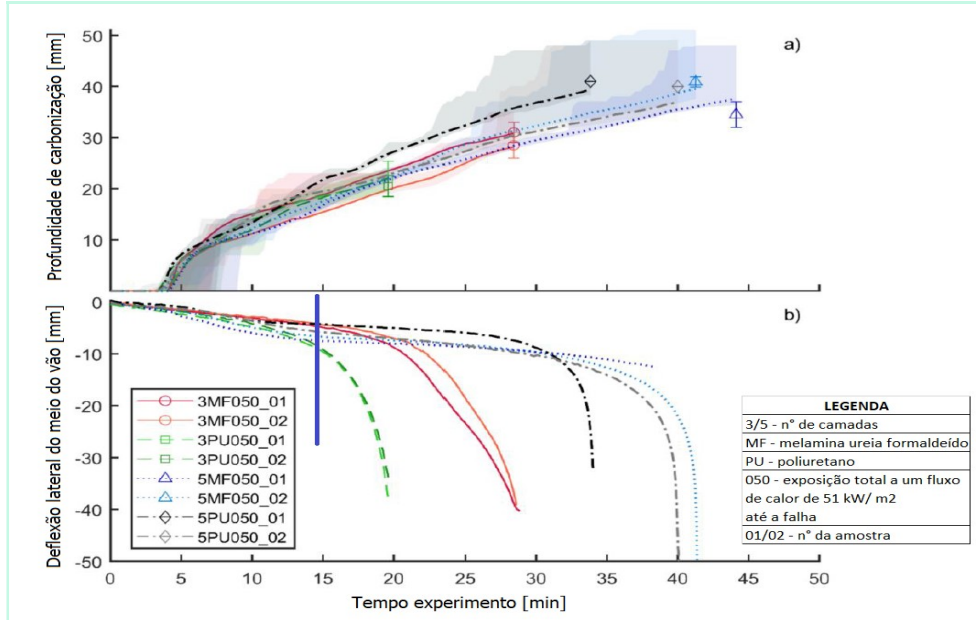 a)
Profundidade de carbonização [mm]
50
40
30
20
10
b)
Deflexão lateral do meio do vão [mm]
0
-10
-20
-30
-40
-50
3MF050_01
3MF050_02
3PU050_01
3PU050_02
5MF050_01
5MF050_02
5PU050_01
5PU050_02
LEGENDA
3/5 - n° de camadas
MF - melamina ureia formaldeído
PU - poliuretano
050 - exposição total a um fluxo
de calor de 51 kW/ m2
até a falha
01/02 - n° da amostra
0 5 10 15 20 25 30 35 40 45 50
Tempo experimento [min]